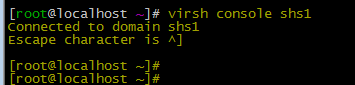 [root@localhost ~]# virsh console shs1
Connected to domain shs1
Escape character is ^]
[root@localhost ~]#
[root@localhost ~]#